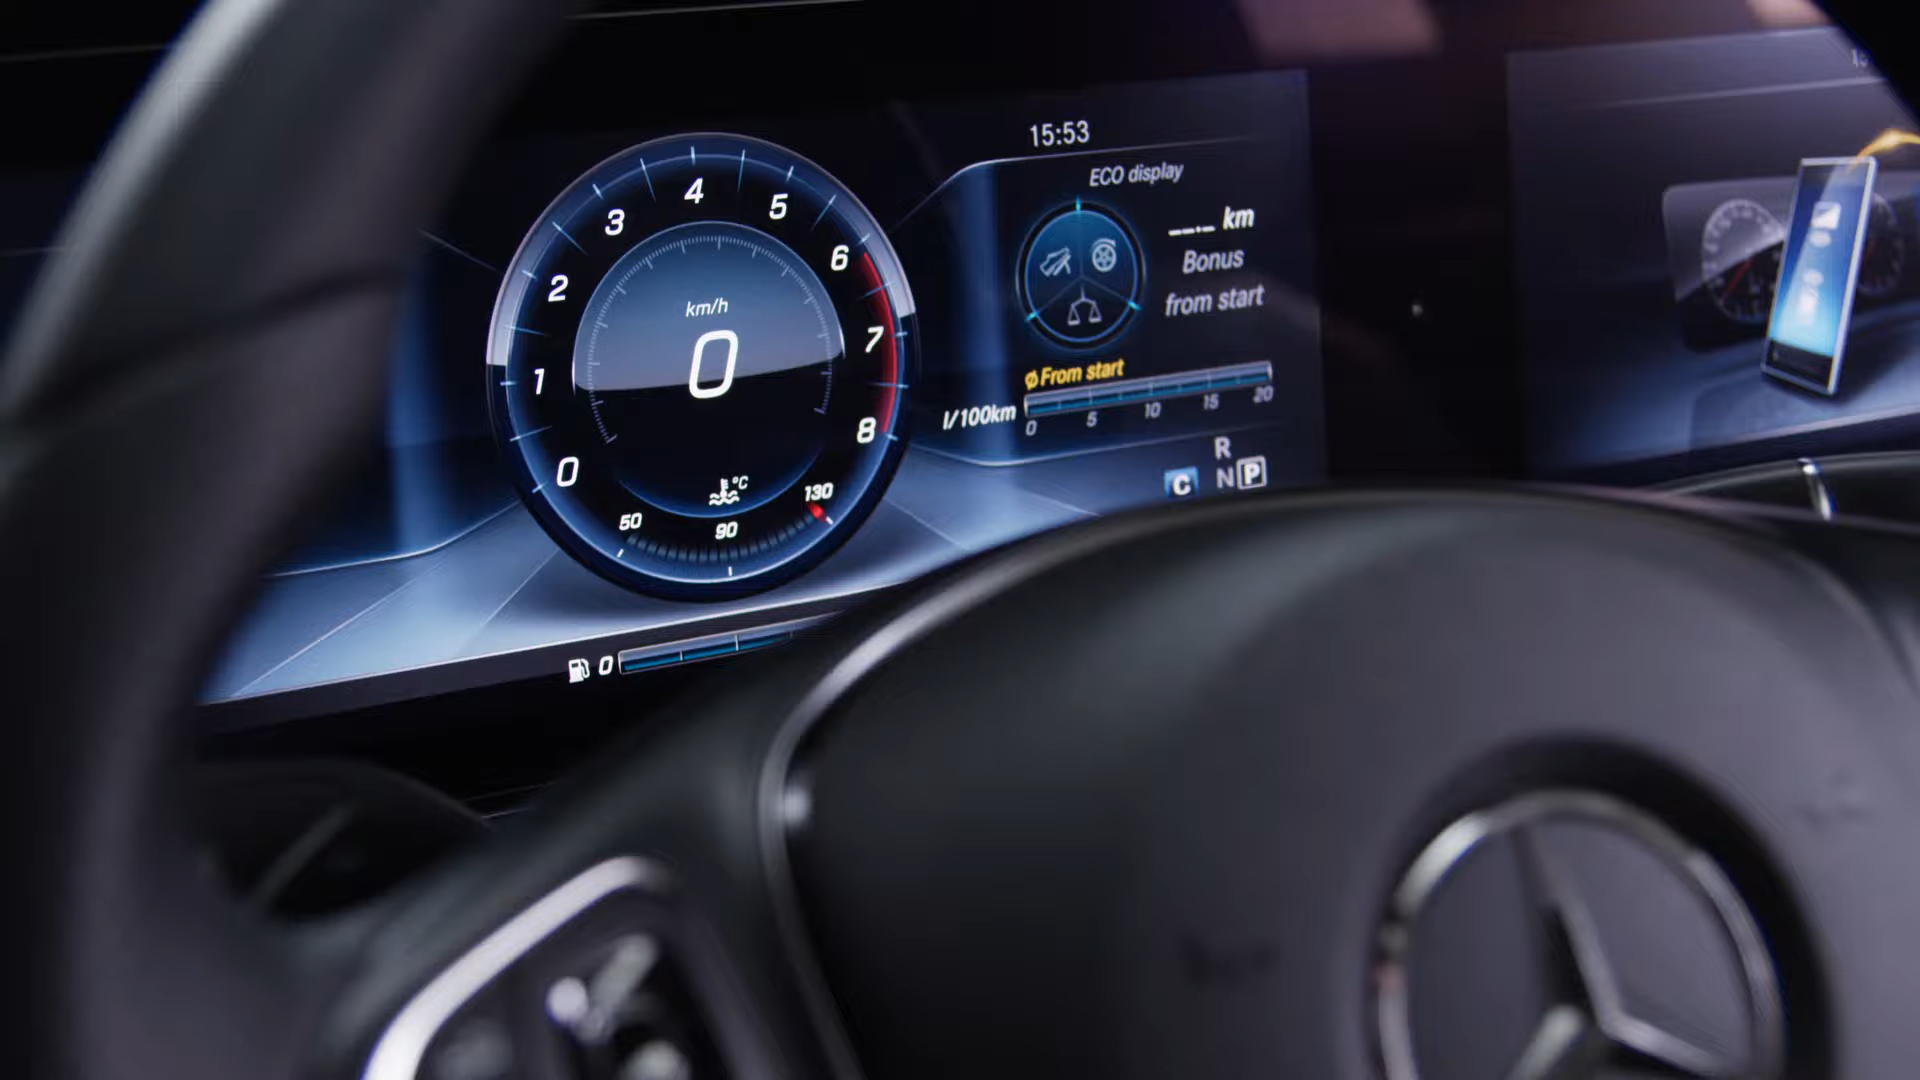 15:53
ECO display
km
Bonus
from start
ø From start
l/100km
0 5 10 15 20
R
C N P
0 1 2 3 4 5 6 7 8
km/h
0
°C
50 90 130
0